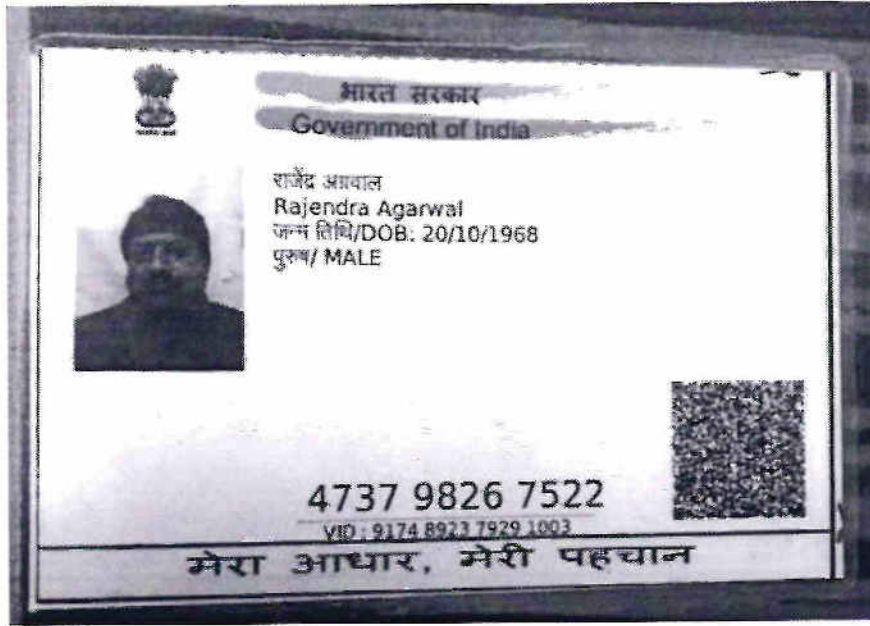 भारत सरकार
Government of India
राजेंद्र अग्रवाल
Rajendra Agarwal
जन्म तिथि/DOB: 20/10/1968
पुरुष/ MALE
4737 9826 7522
VID : 9174 8923 7929 1003
मेरा आधार, मेरी पहचान